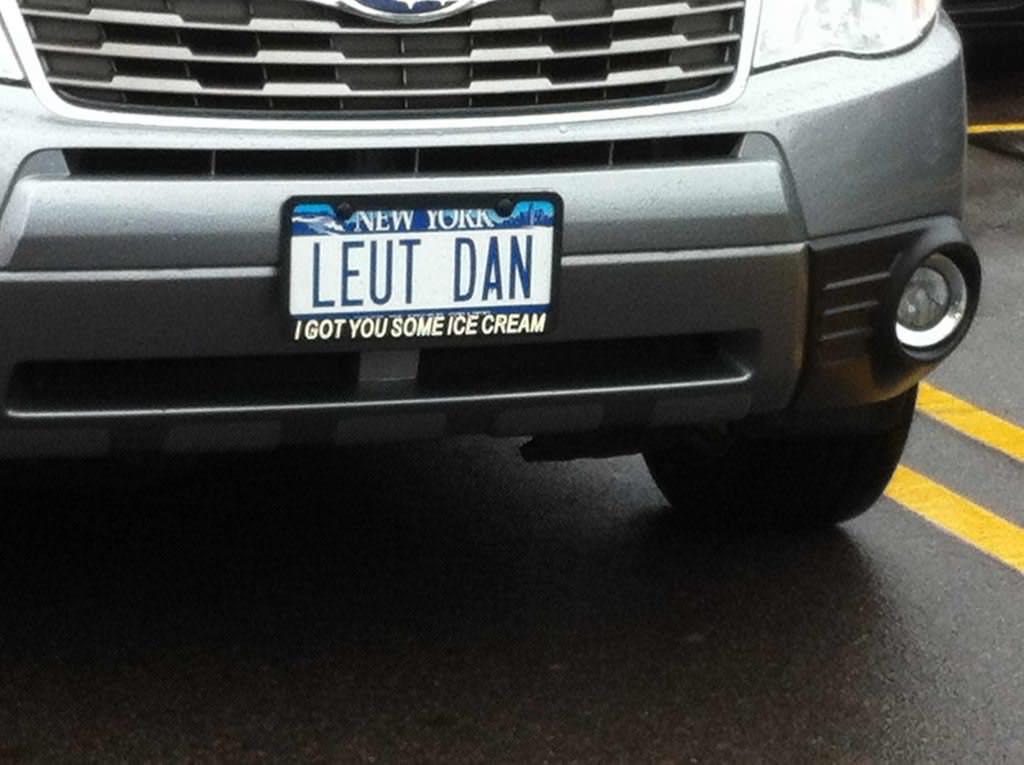 NEW YORK
LEUT DAN
I GOT YOU SOME ICE CREAM